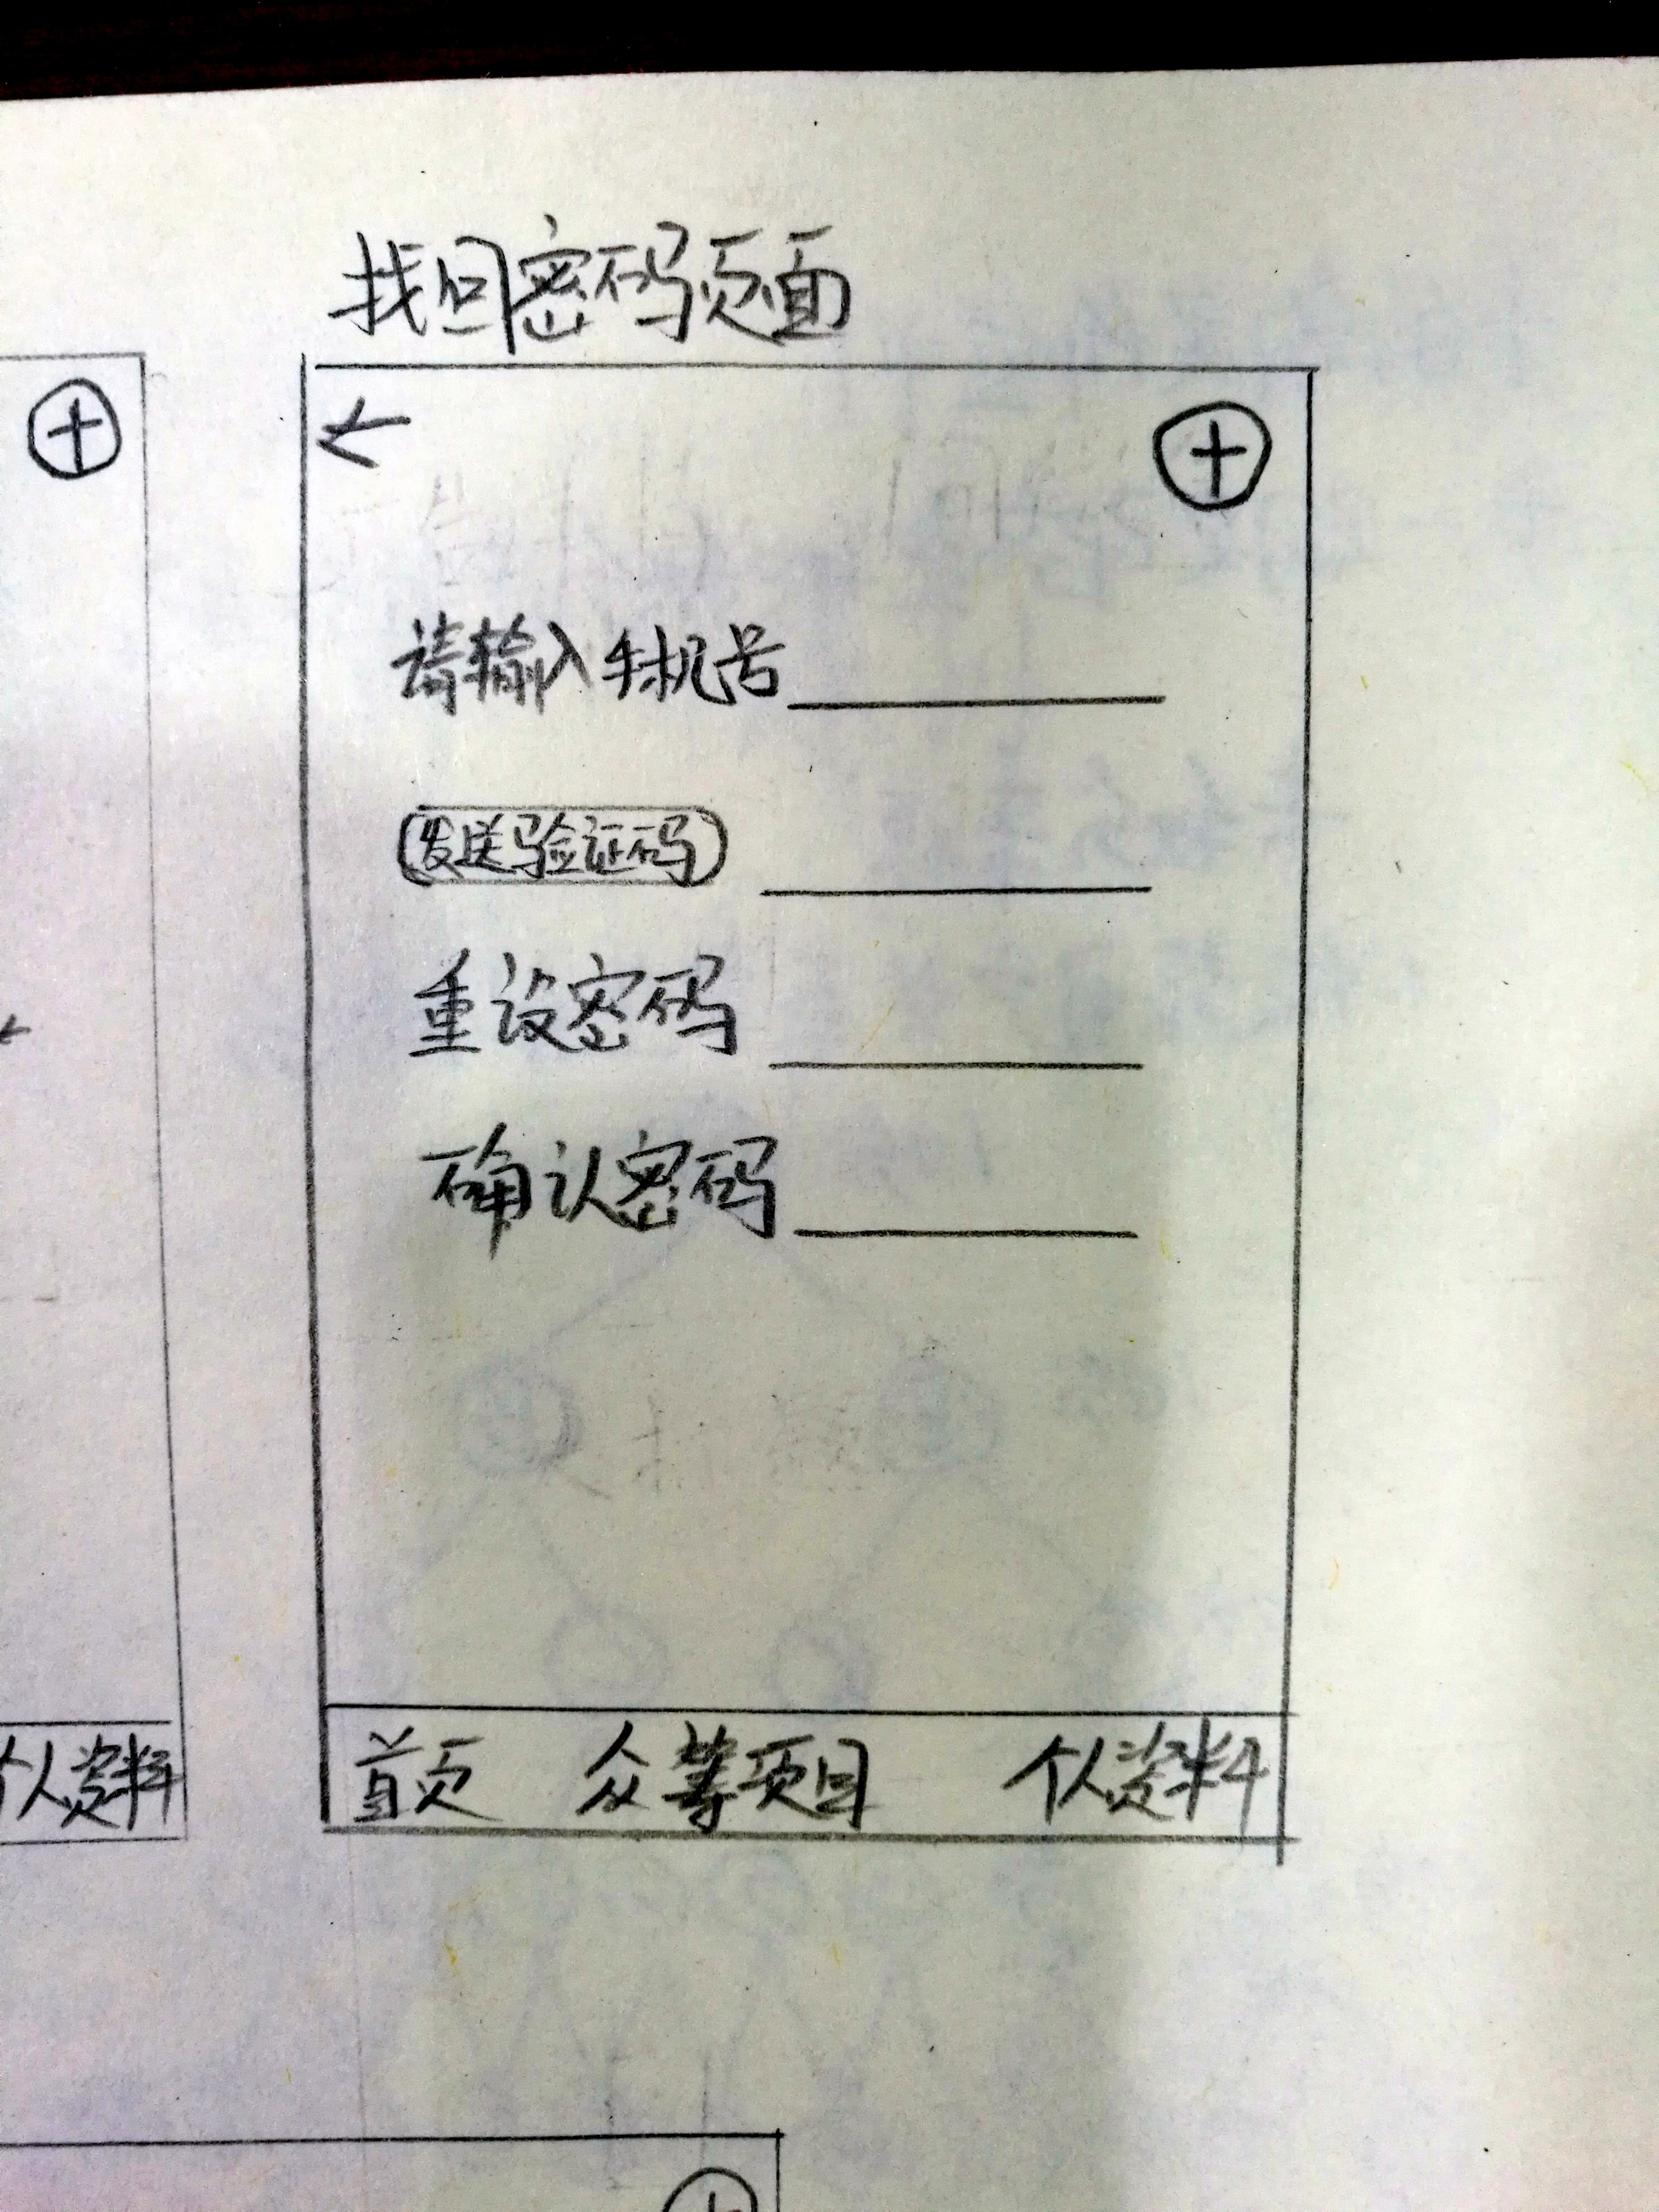 找回密码页面
请输入手机号
发送验证码
重设密码
确认密码
首页 众筹项目 个人资料
个人资料